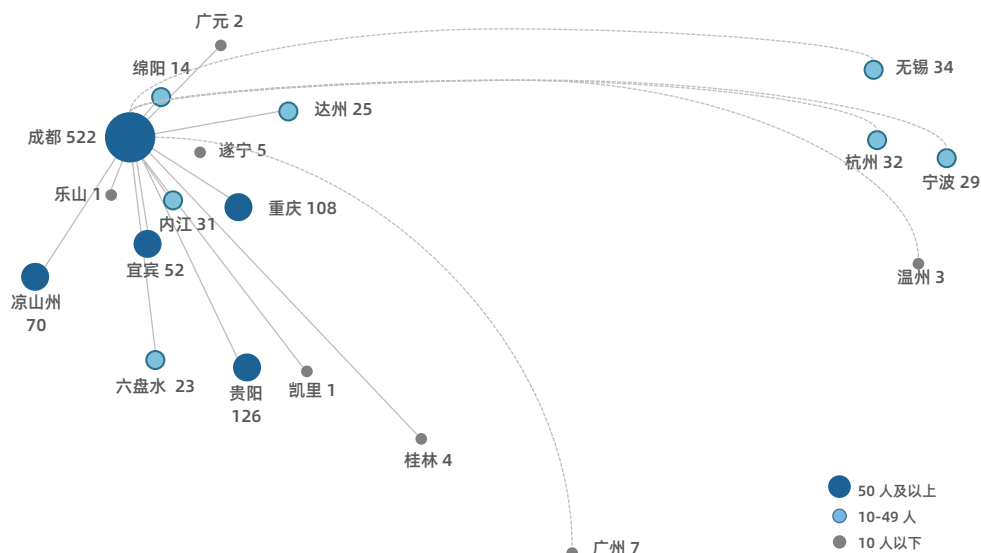 广元 2
绵阳 14
无锡 34
达州 25
成都 522
遂宁 5
杭州 32
宁波 29
乐山 1
重庆 108
内江 31
宜宾 52
温州 3
凉山州
70
六盘水 23
贵阳
126
凯里 1
桂林 4
50 人及以上
10-49 人
10 人以下
广州 7